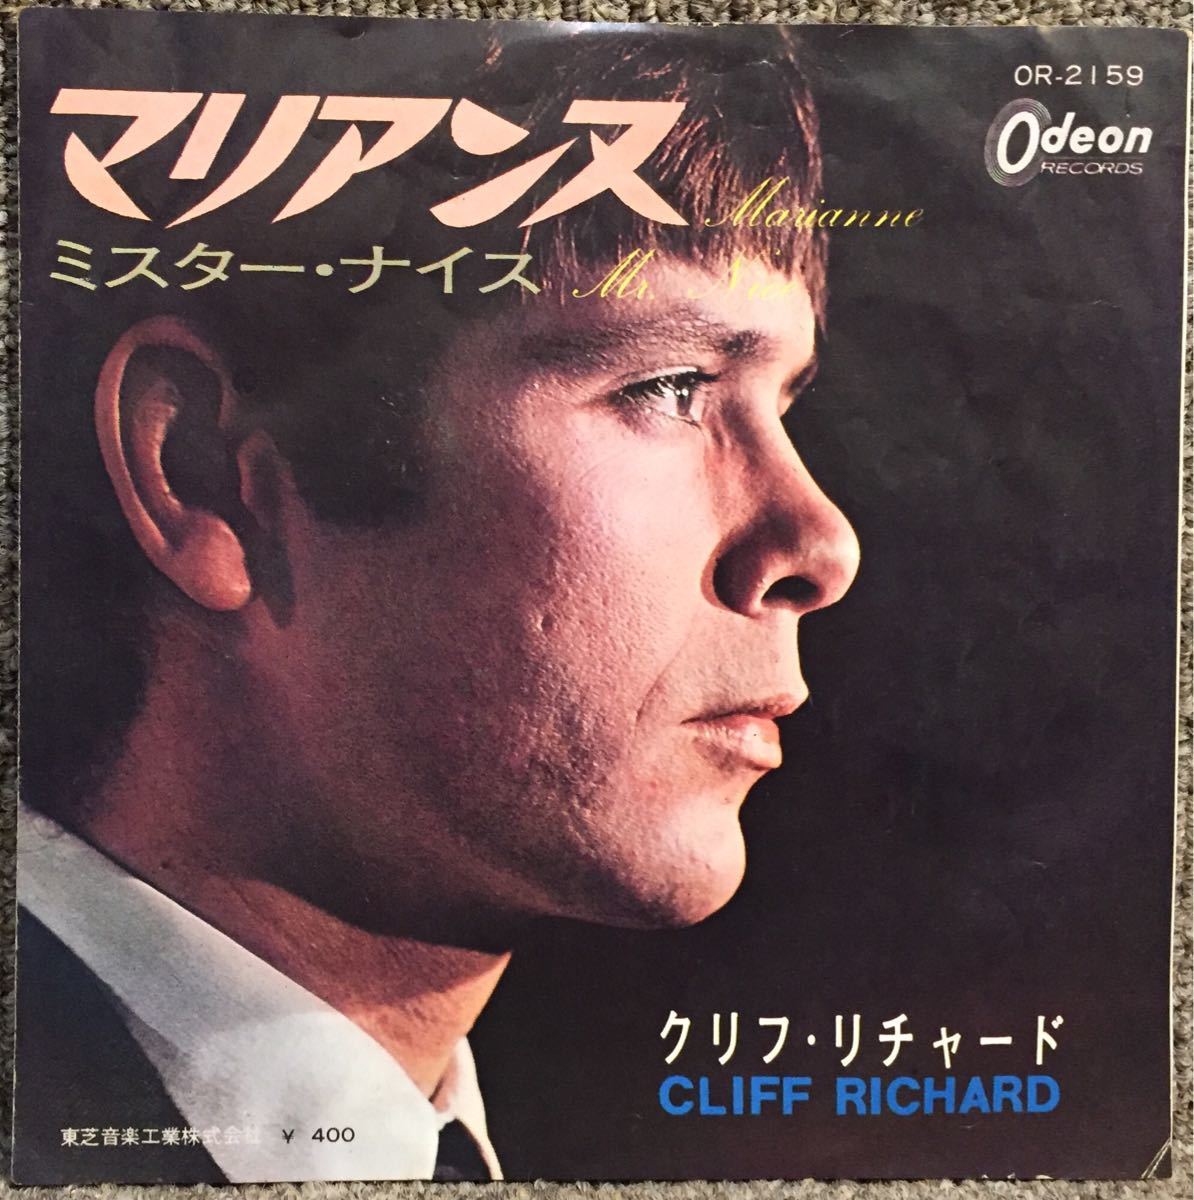 OR-2159
Odeon
RECORDS
マリアンヌ
Marianne
ミスター・ナイス
Mr. Nice
クリフ・リチャード
CLIFF RICHARD
東芝音楽工業株式会社 ¥ 400